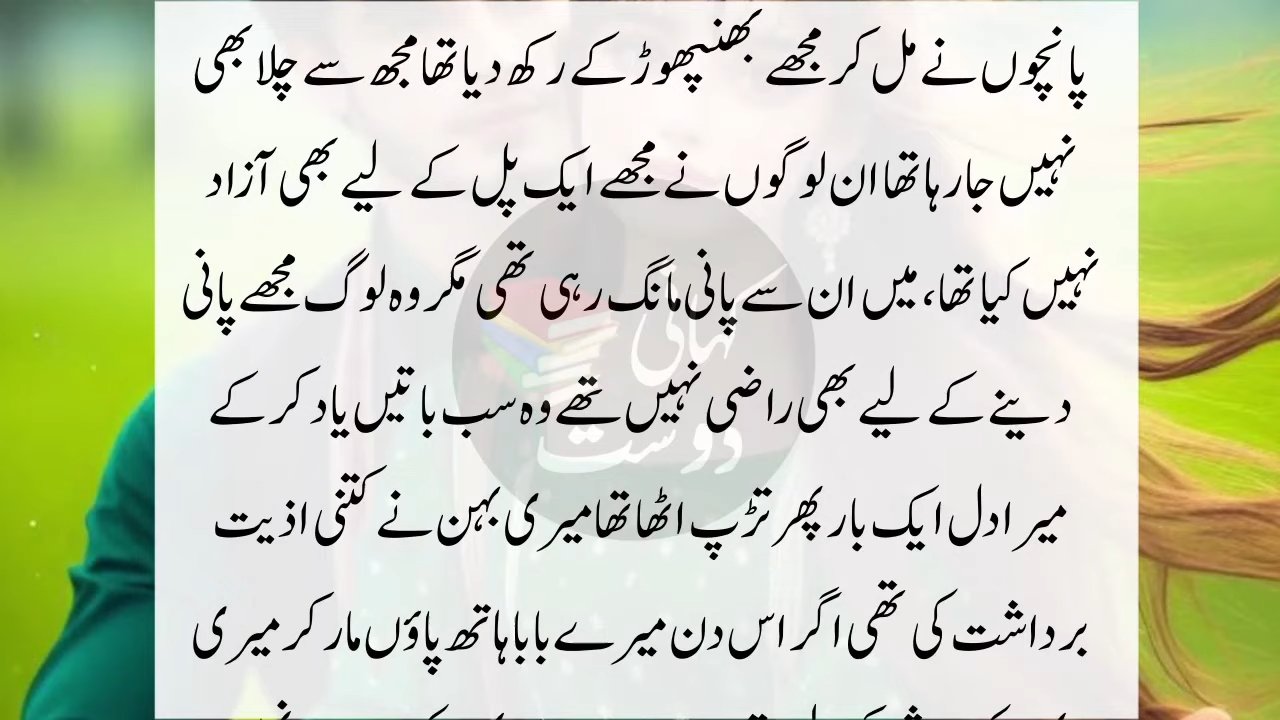 پانچوں نے مل کر مجھے بھنبھوڑ کے رکھ دیا تھا مجھ سے چلا بھی
نہیں جا رہا تھا ان لوگوں نے مجھے ایک پل کے لیے بھی آزاد
نہیں کیا تھا، میں ان سے پانی مانگ رہی تھی مگر وہ لوگ مجھے پانی
دینے کے لیے بھی راضی نہیں تھے وہ سب باتیں یاد کر کے
میرا دل ایک بار پھر تڑپ اٹھا تھا میری بہن نے کتنی اذیت
برداشت کی تھی اگر اس دن میرے بابا ہاتھ پاؤں مار کر میری
کہانی
دوست